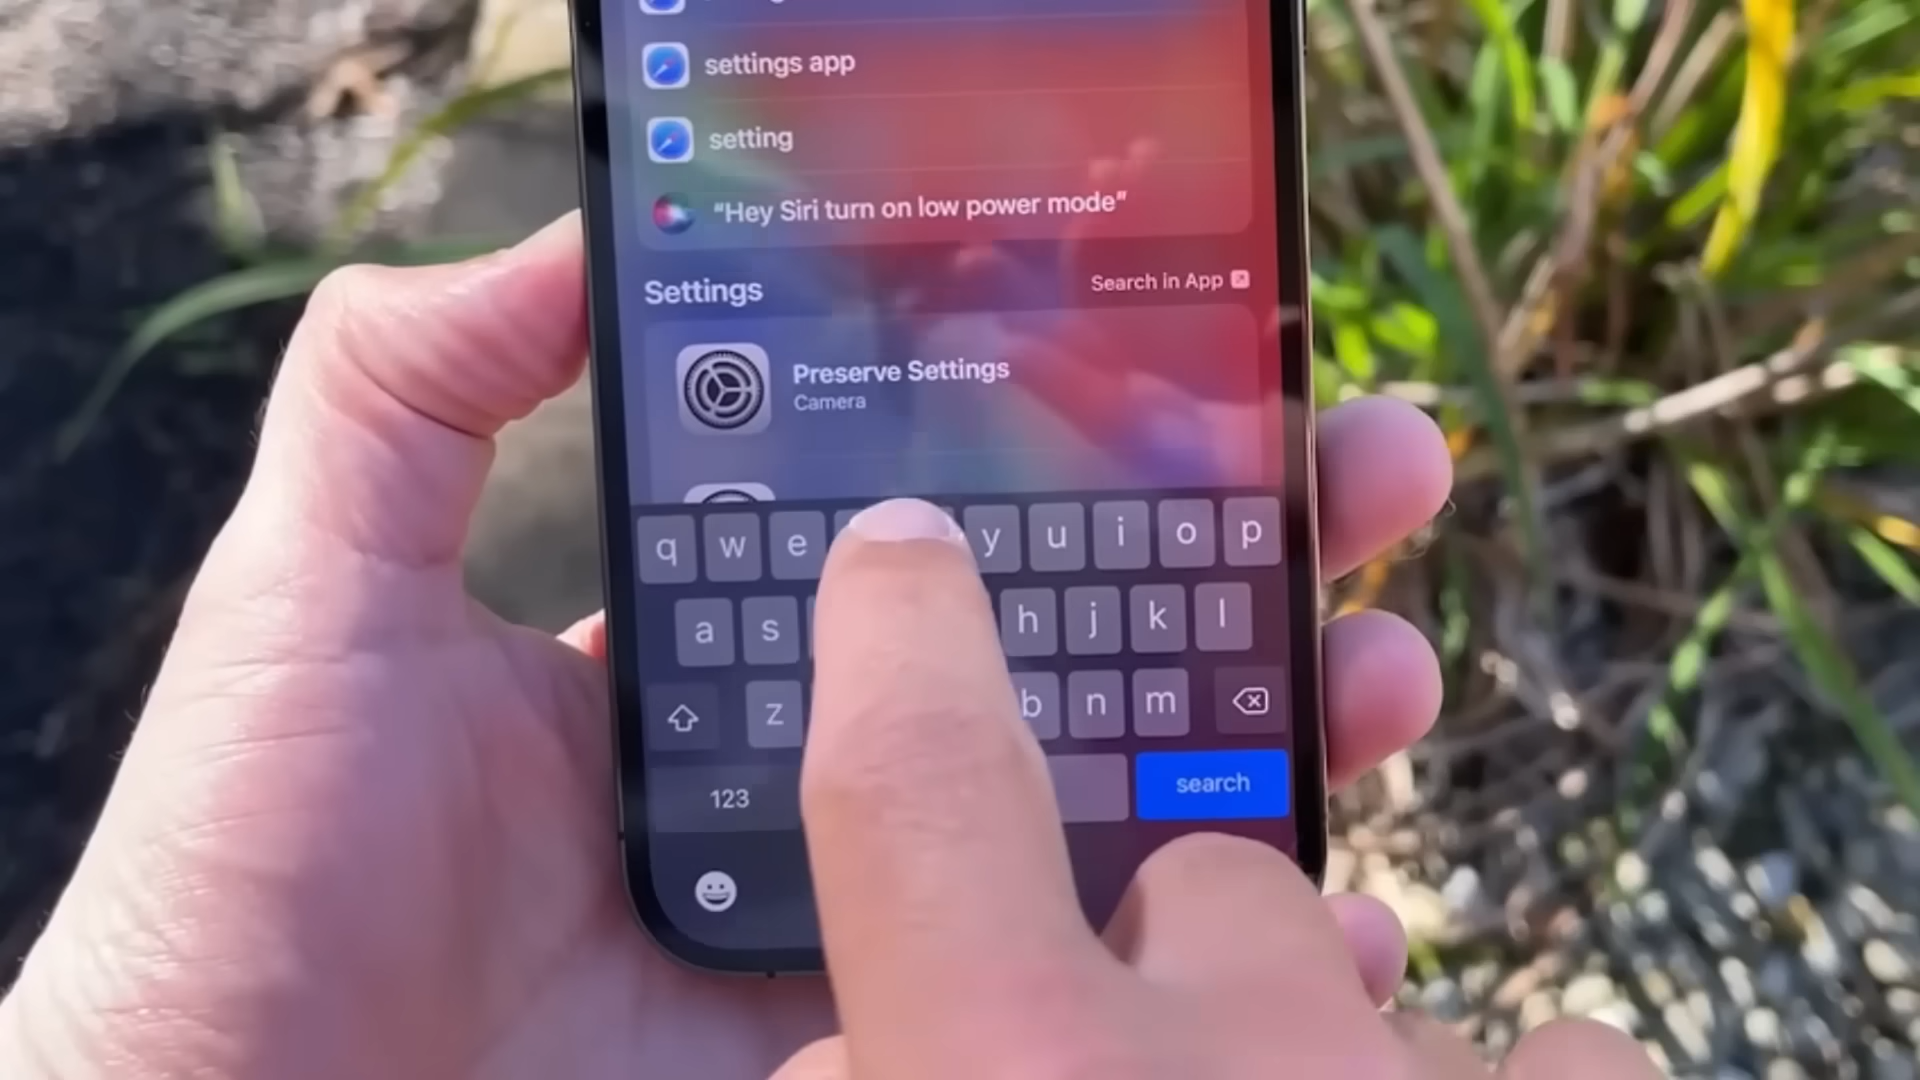 settings app
setting
“Hey Siri turn on low power mode”
Settings
Search in App
Preserve Settings
Camera
q w e y u i o p
a s h j k l
z b n m
123
search